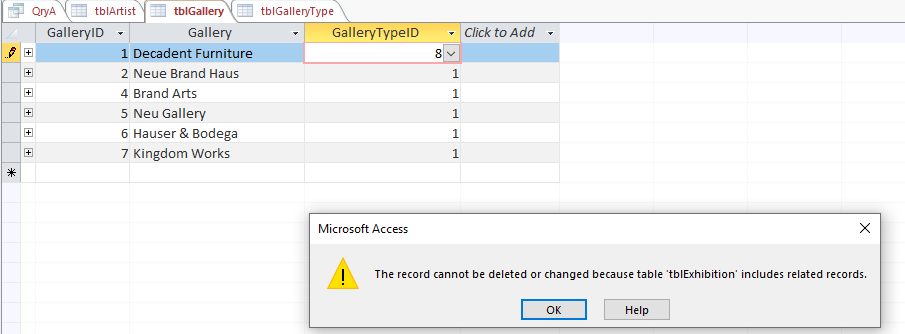 QryA tblArtist tblGallery tblGalleryType
GalleryID Gallery GalleryTypeID Click to Add
1 Decadent Furniture 8
2 Neue Brand Haus 1
4 Brand Arts 1
5 Neu Gallery 1
6 Hauser & Bodega 1
7 Kingdom Works 1
Microsoft Access
The record cannot be deleted or changed because table 'tblExhibition' includes related records.
OK Help